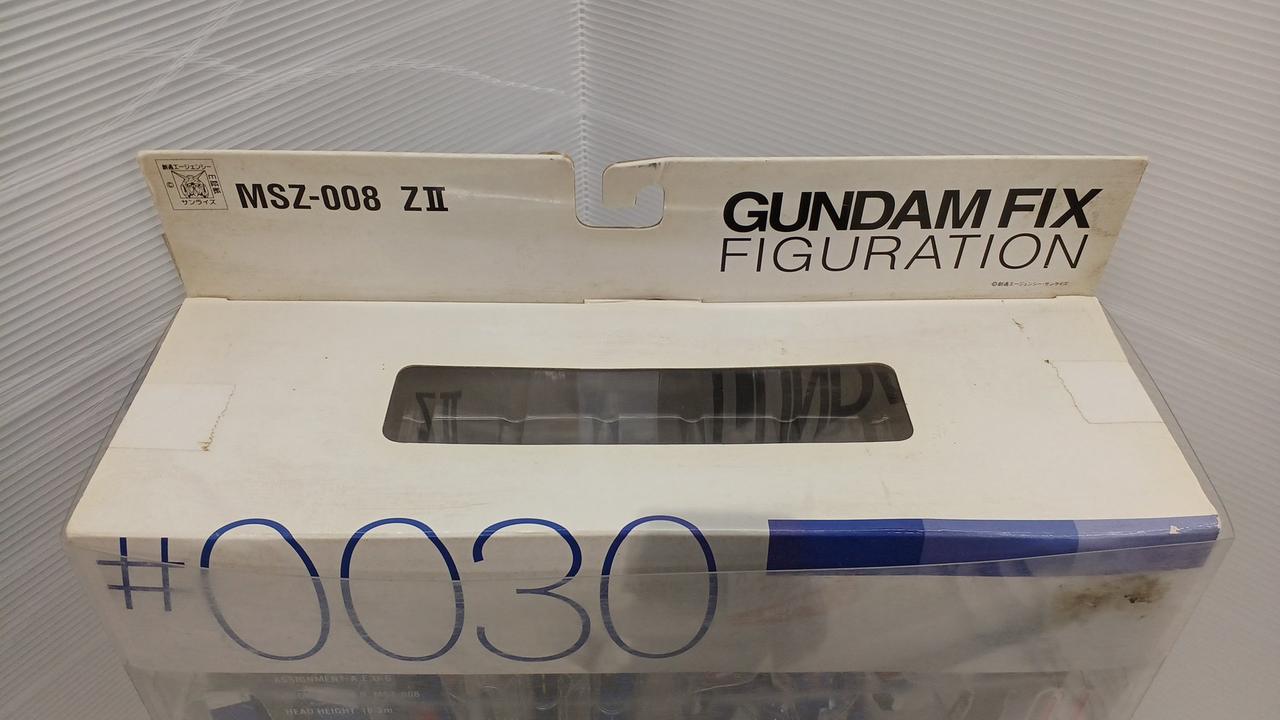 創通エージェンシー
©
サンライズ
MSZ-008 ZⅡ
GUNDAM FIX
FIGURATION
©創通エージェンシー・サンライズ
ZⅡ
#0030
MSZ-008
HEAD HEIGHT